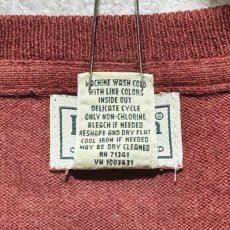 MACHINE WASH COLD
WITH LIKE COLORS
INSIDE OUT
DELICATE CYCLE
ONLY NON-CHLORINE
BLEACH IF NEEDED
RESHAPE AND DRY FLAT
COOL IRON IF NEEDED
MAY BE DRY CLEANED
RN 71341
VN 1003631